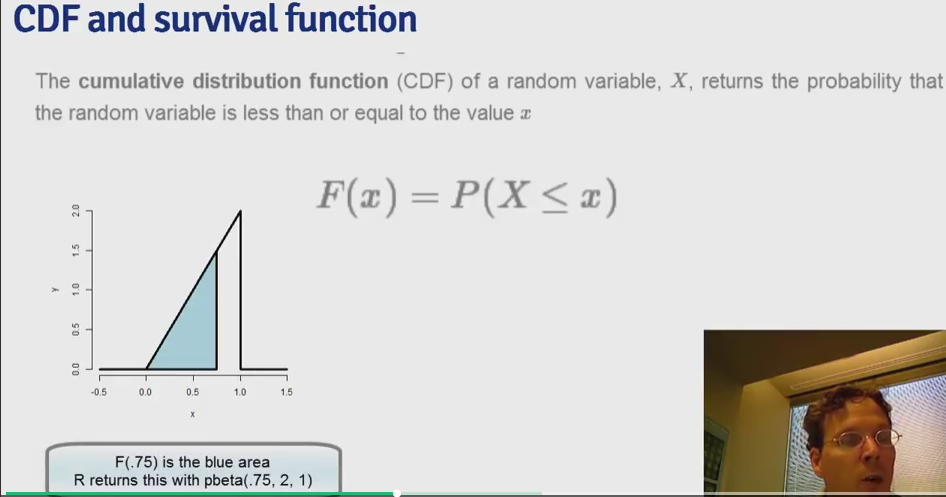 CDF and survival function
The cumulative distribution function (CDF) of a random variable, X, returns the probability that
the random variable is less than or equal to the value x
F(x) = P(X ≤ x)
2.0
1.5
1.0
0.5
0.0
y
-0.5 0.0 0.5 1.0 1.5
x
F(.75) is the blue area
R returns this with pbeta(.75, 2, 1)